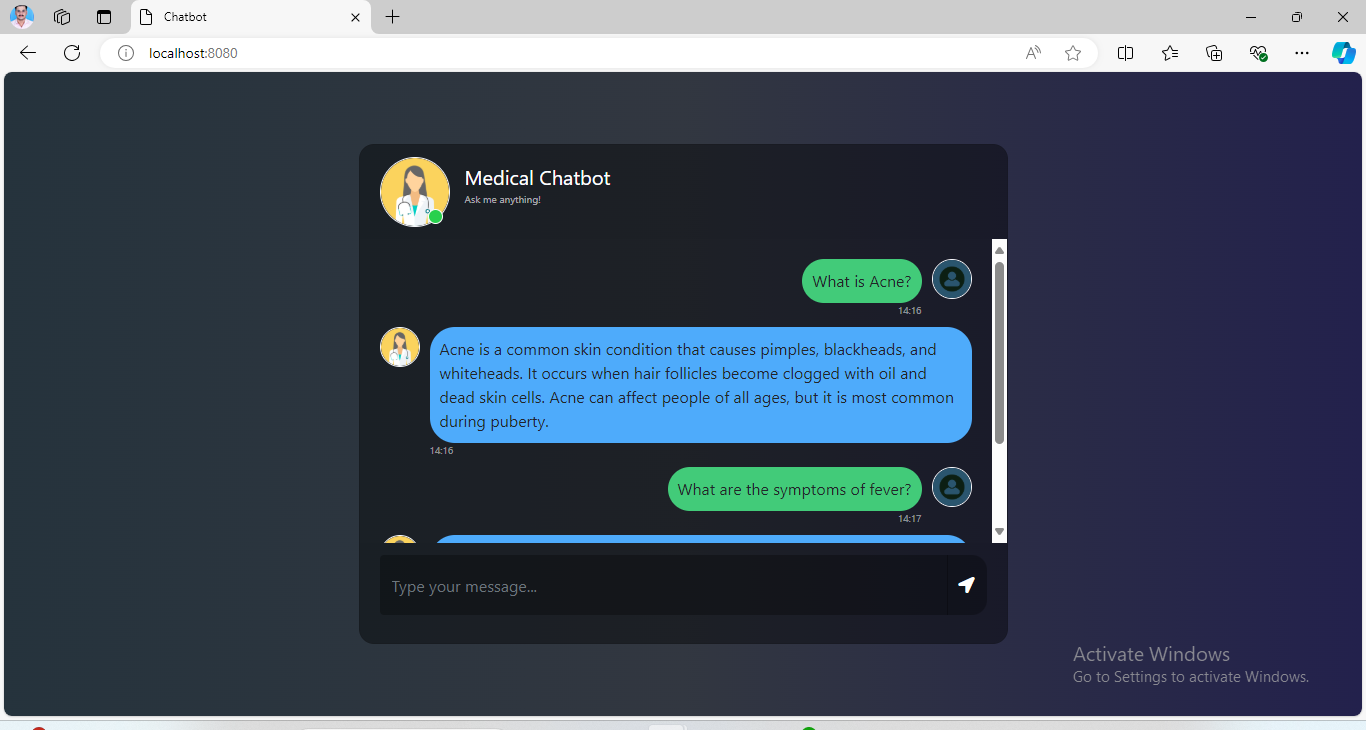 Chatbot
localhost:8080
Medical Chatbot
Ask me anything!
What is Acne?
14:16
Acne is a common skin condition that causes pimples, blackheads, and
whiteheads. It occurs when hair follicles become clogged with oil and
dead skin cells. Acne can affect people of all ages, but it is most common
during puberty.
14:16
What are the symptoms of fever?
14:17
Type your message...
Activate Windows
Go to Settings to activate Windows.